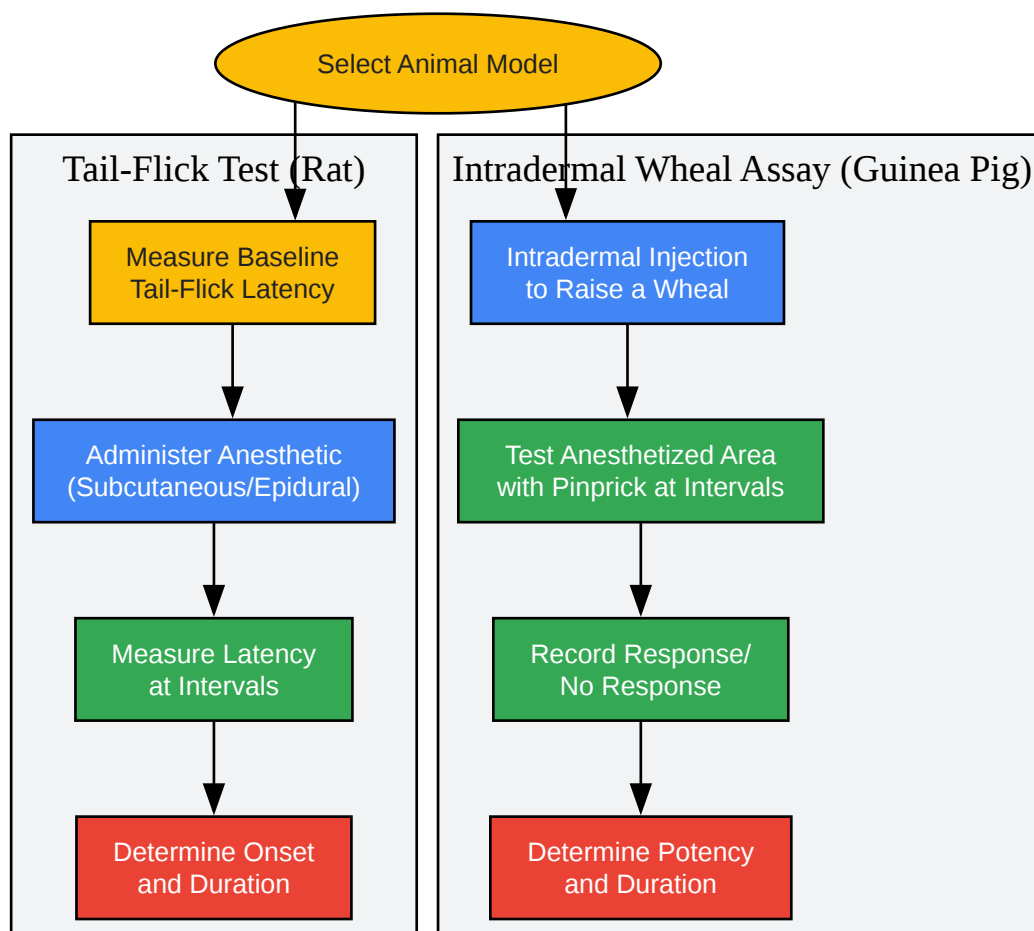 Select Animal Model
Tail-Flick Test (Rat)
Measure Baseline
Tail-Flick Latency
Administer Anesthetic
(Subcutaneous/Epidural)
Measure Latency
at Intervals
Determine Onset
and Duration
Intradermal Wheal Assay (Guinea Pig)
Intradermal Injection
to Raise a Wheal
Test Anesthetized Area
with Pinprick at Intervals
Record Response/
No Response
Determine Potency
and Duration